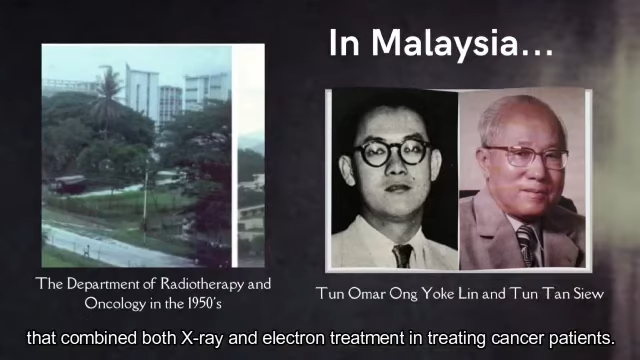 In Malaysia...
The Department of Radiotherapy and
Oncology in the 1950's
Tun Omar Ong Yoke Lin and Tun Tan Siew
that combined both X-ray and electron treatment in treating cancer patients.